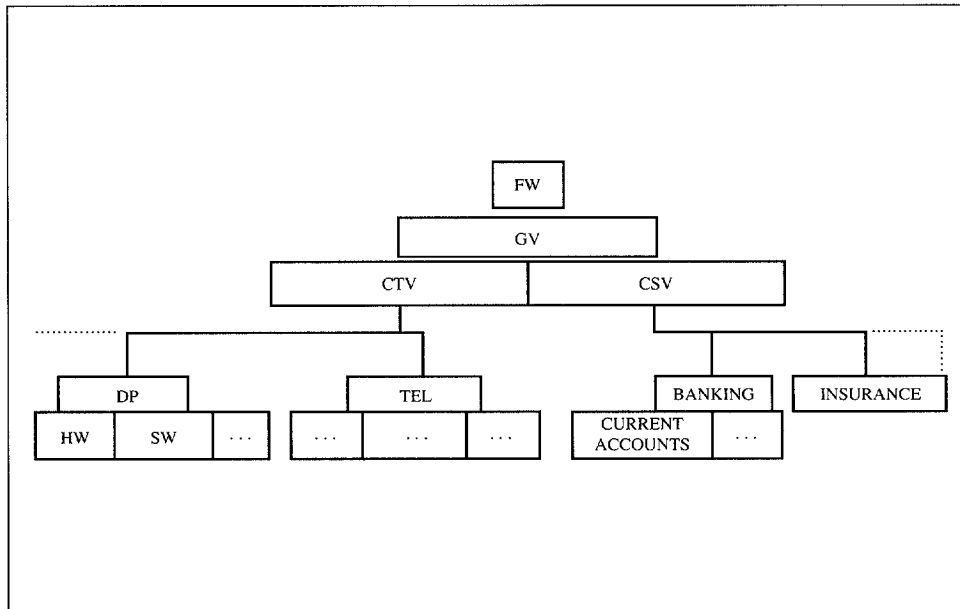 FW
GV
CTV CSV
DP TEL BANKING INSURANCE
HW SW ... ... ... ... CURRENT ACCOUNTS ...